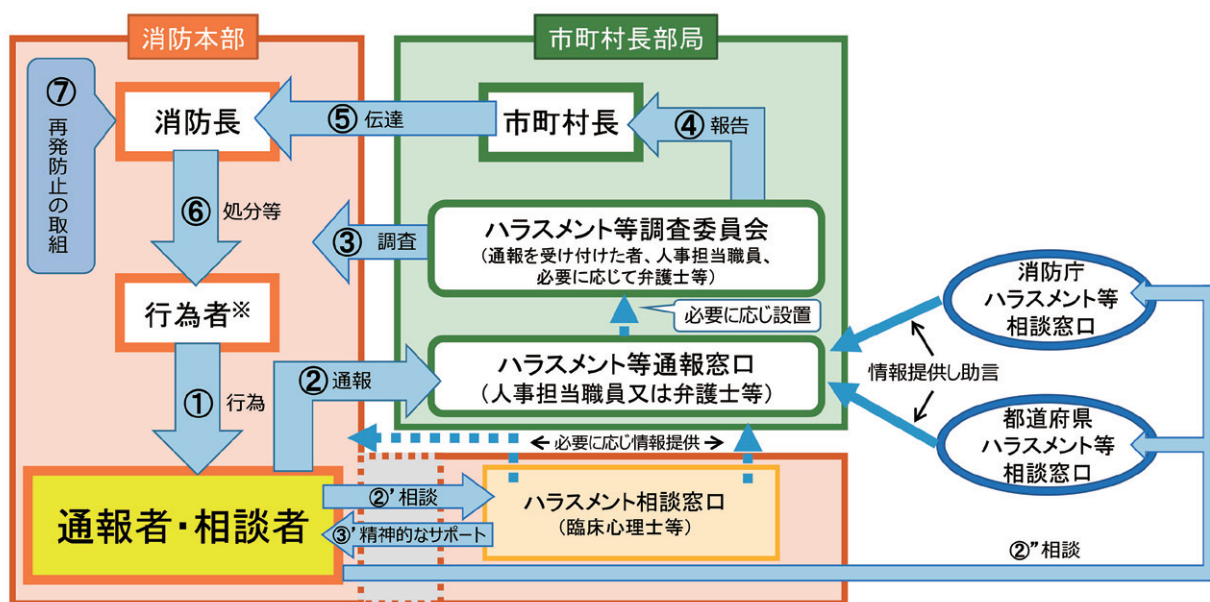 消防本部
市町村長部局
⑦
再発防止の取組
消防長
⑤ 伝達
市町村長
④ 報告
⑥ 処分等
③ 調査
ハラスメント等調査委員会
(通報を受け付けた者、人事担当職員、
必要に応じて弁護士等)
行為者※
必要に応じ設置
① 行為
② 通報
ハラスメント等通報窓口
(人事担当職員又は弁護士等)
消防庁
ハラスメント等
相談窓口
情報提供し助言
都道府県
ハラスメント等
相談窓口
必要に応じ情報提供
通報者・相談者
②’相談
③’精神的なサポート
ハラスメント相談窓口
(臨床心理士等)
②”相談